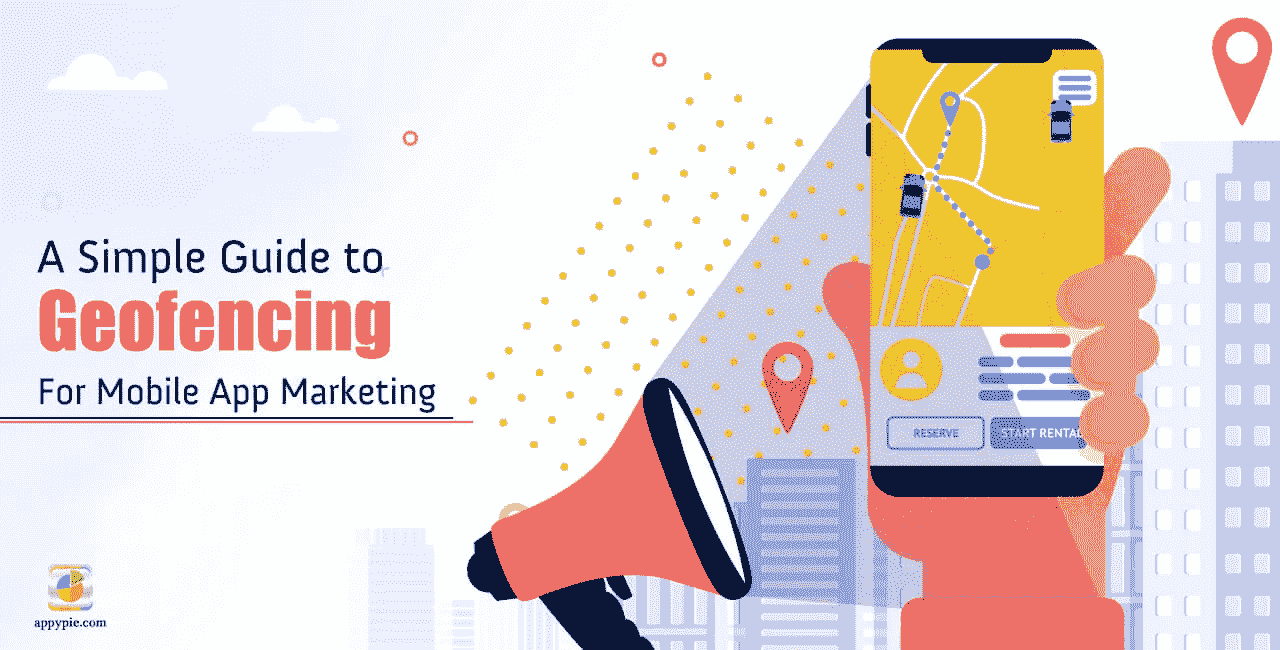 A Simple Guide to
Geofencing
For Mobile App Marketing
RESERVE
START RENTAL
appypie.com